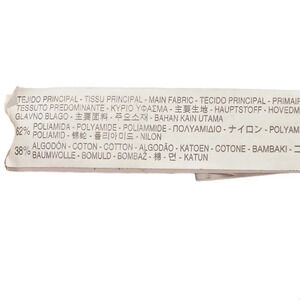 TEJIDO PRINCIPAL - TISSU PRINCIPAL - MAIN FABRIC - TECIDO PRINCIPAL - PRIMAIR
TESSUTO PREDOMINANTE - ΚΥΡΙΟ ΥΦΑΣΜΑ - 主要生地 - HAUPTSTOFF - HOVEDM
GLAVNO BLAGO - 主要面料 - 주요소재 - BAHAN KAIN UTAMA
62% POLIAMIDA - POLYAMIDE - POLIAMMIDE - ΠΟΛΥΑΜΙΔΙΟ - ナイロン - POLYAM
POLIAMID - 锦纶 - 폴리아미드 - NILON
38% ALGODÓN - COTON - COTTON - ALGODÃO - KATOEN - COTONE - BAMBAKI - コ
BAUMWOLLE - BOMULD - BOMBAŽ - 棉 - 면 - KATUN